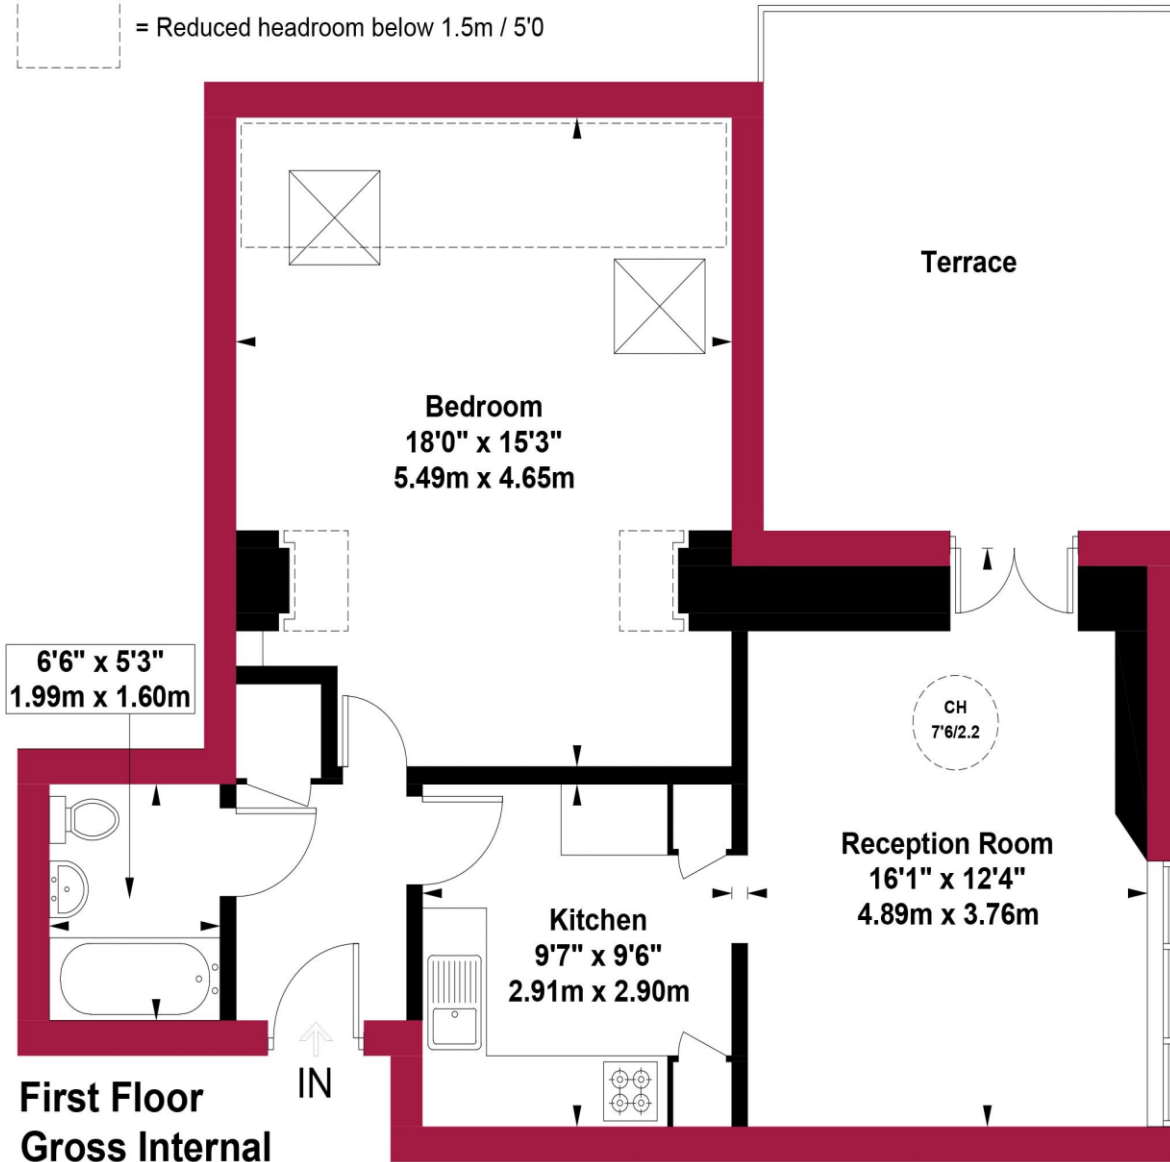 = Reduced headroom below 1.5m / 5'0
Terrace
Bedroom
18'0" x 15'3"
5.49m x 4.65m
6'6" x 5'3"
1.99m x 1.60m
CH
7'6/2.2
Reception Room
16'1" x 12'4"
4.89m x 3.76m
Kitchen
9'7" x 9'6"
2.91m x 2.90m
IN
First Floor
Gross Internal